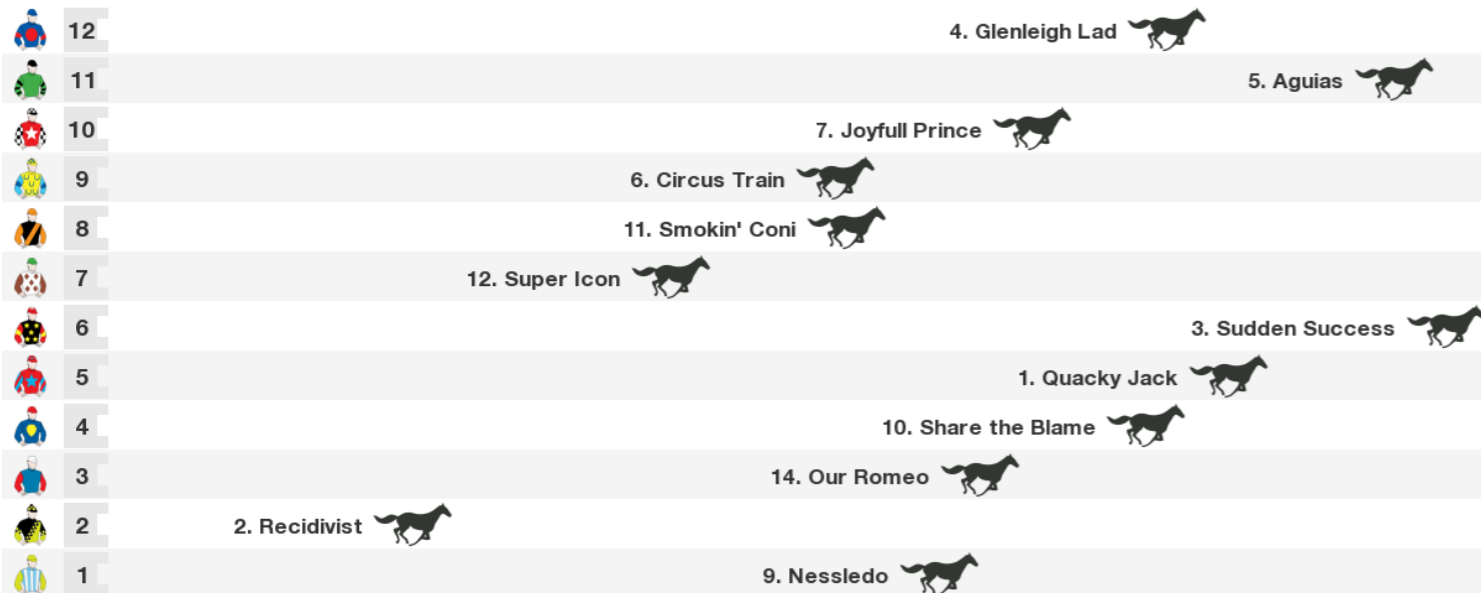 12 4. Glenleigh Lad
11 5. Aguias
10 7. Joyfull Prince
9 6. Circus Train
8 11. Smokin' Coni
7 12. Super Icon
6 3. Sudden Success
5 1. Quacky Jack
4 10. Share the Blame
3 14. Our Romeo
2 2. Recidivist
1 9. Nessledo